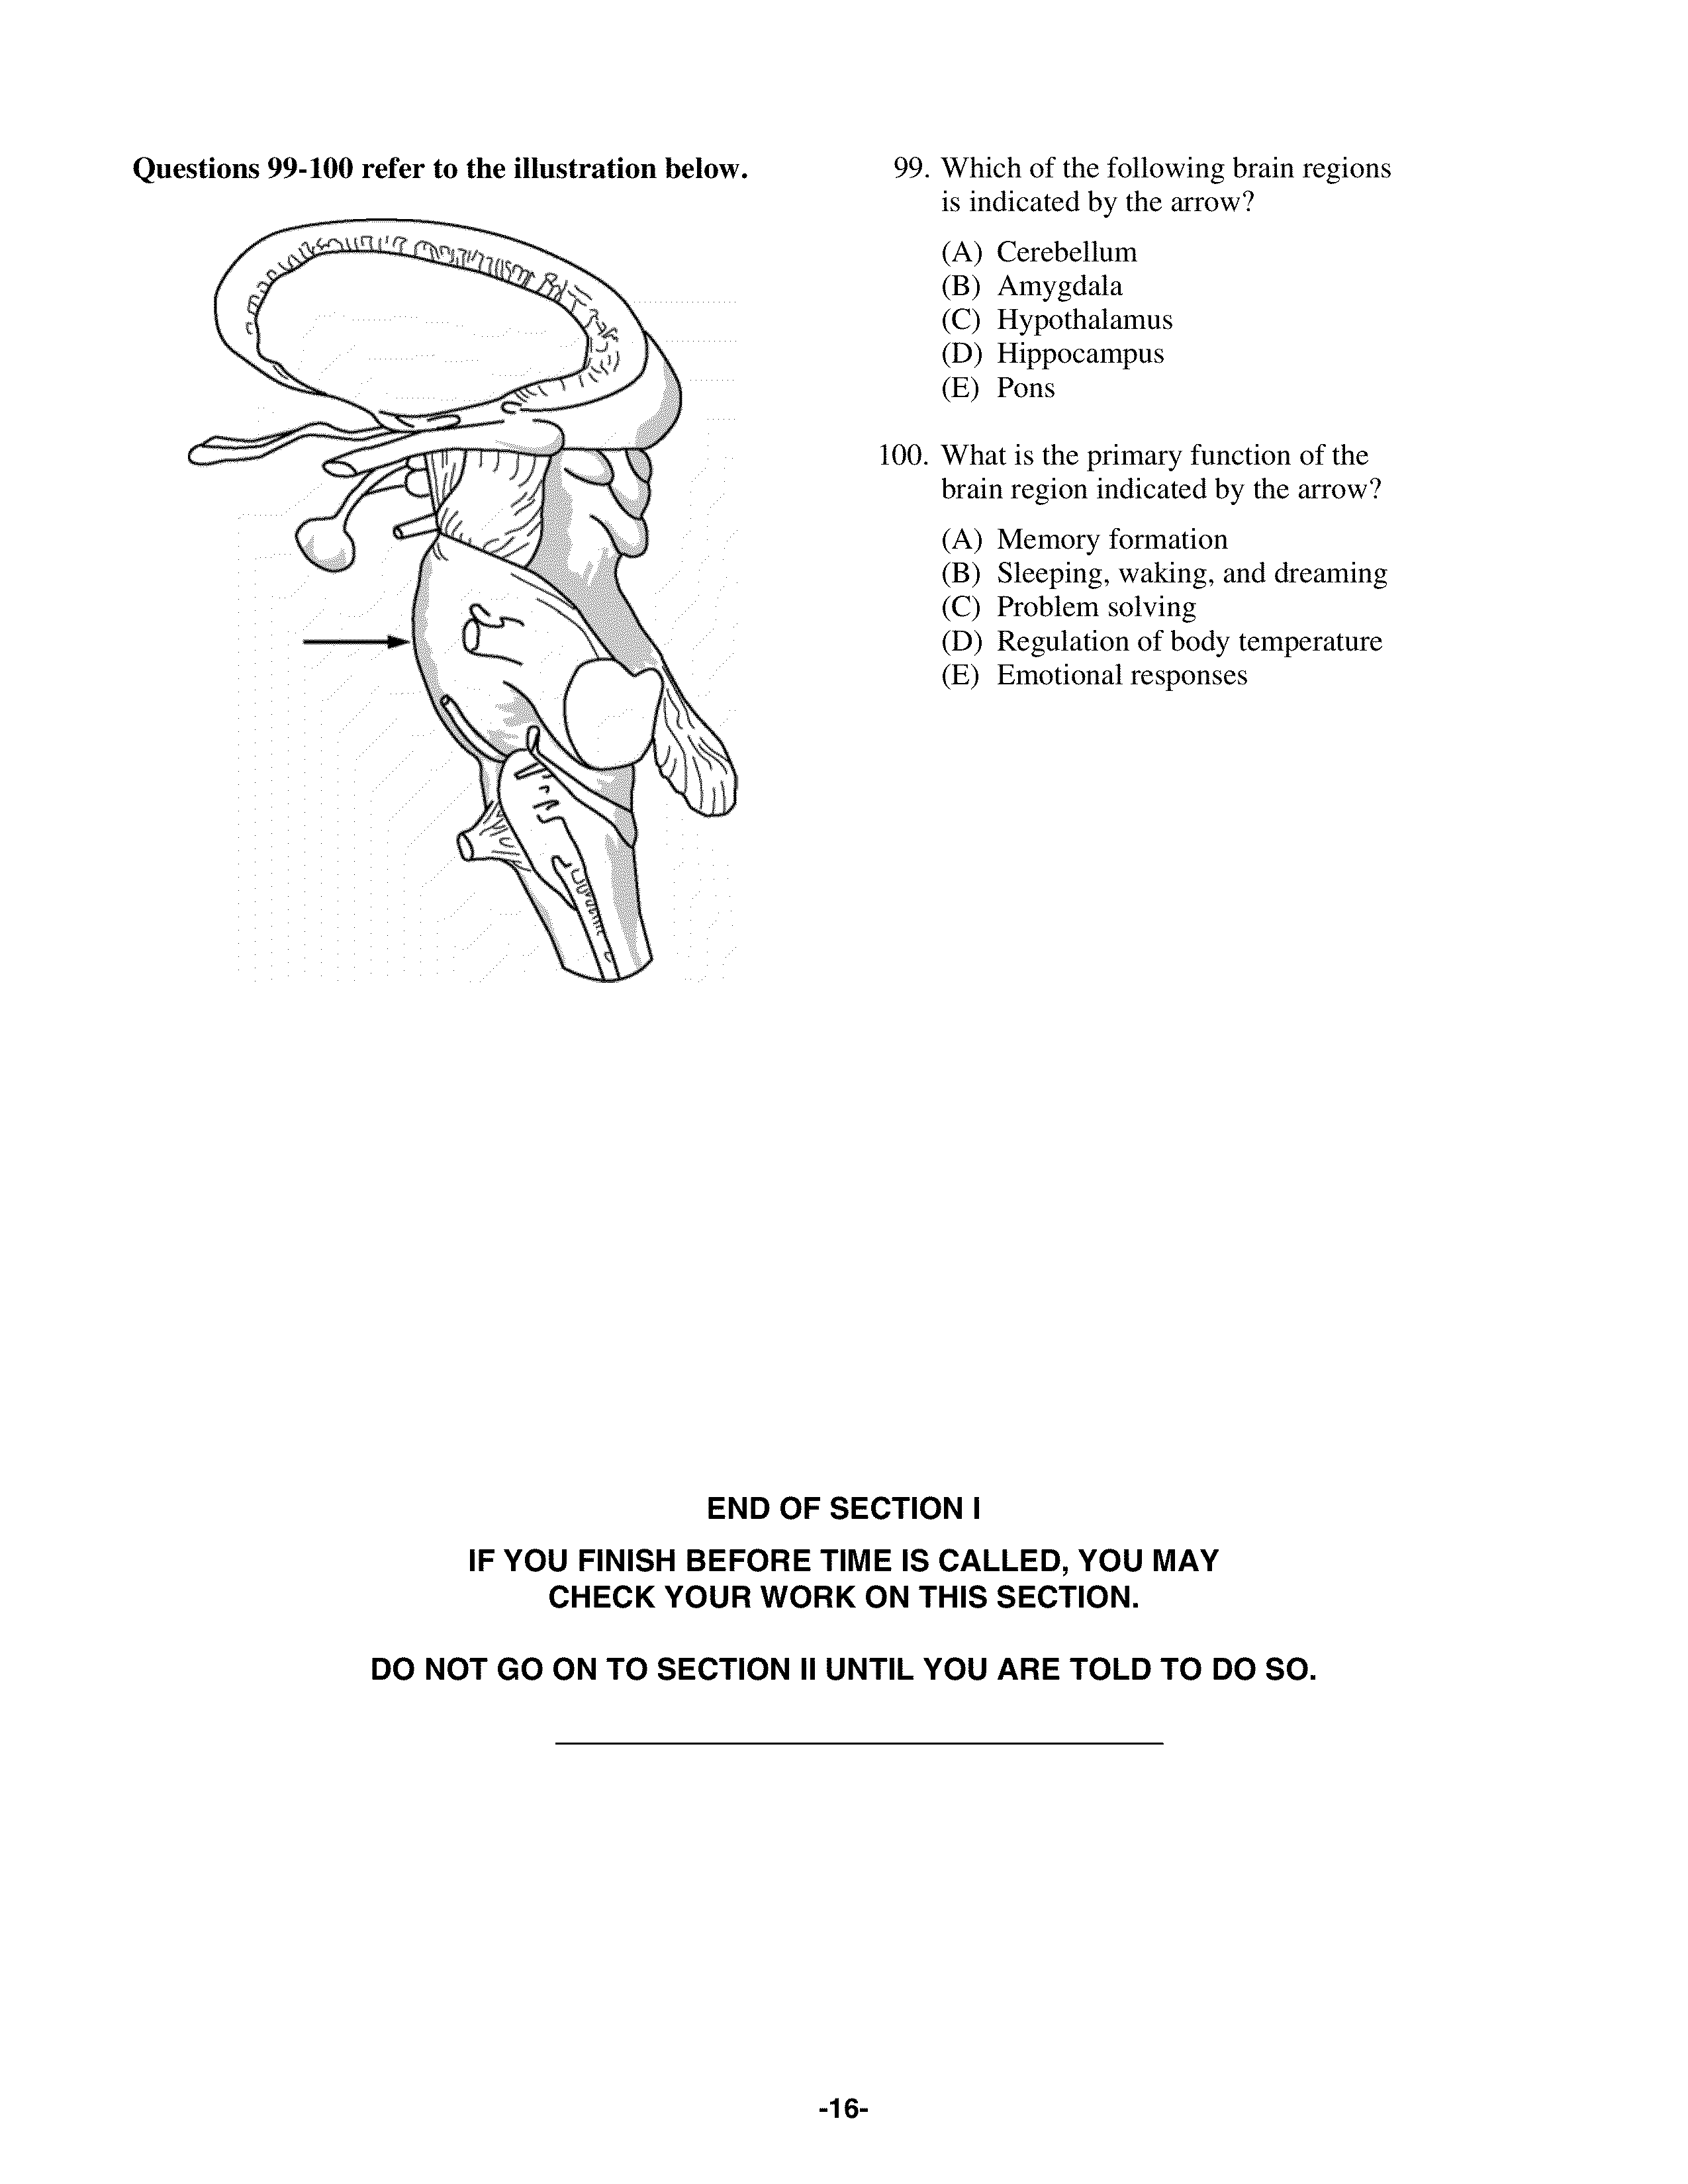 Questions 99-100 refer to the illustration below.
99. Which of the following brain regions
is indicated by the arrow?
(A) Cerebellum
(B) Amygdala
(C) Hypothalamus
(D) Hippocampus
(E) Pons
100. What is the primary function of the
brain region indicated by the arrow?
(A) Memory formation
(B) Sleeping, waking, and dreaming
(C) Problem solving
(D) Regulation of body temperature
(E) Emotional responses
END OF SECTION I
IF YOU FINISH BEFORE TIME IS CALLED, YOU MAY
CHECK YOUR WORK ON THIS SECTION.
DO NOT GO ON TO SECTION II UNTIL YOU ARE TOLD TO DO SO.
-16-